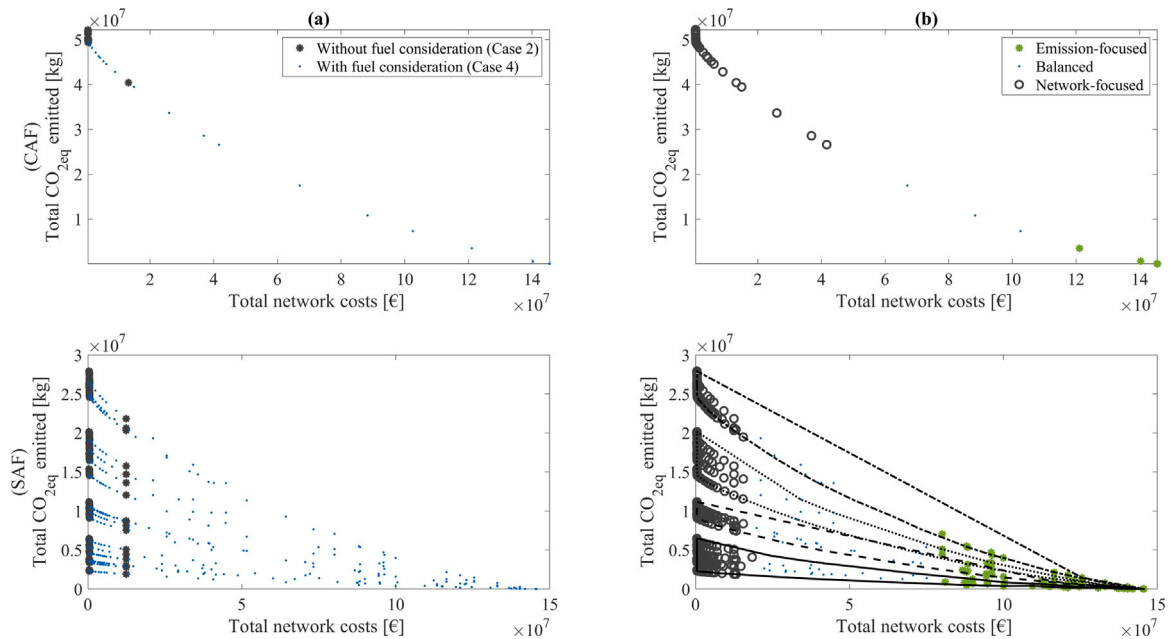 (a)
×10⁷
5
4
3
2
1
(CAF)
Total CO2eq emitted [kg]
Without fuel consideration (Case 2)
With fuel consideration (Case 4)
2 4 6 8 10 12 14
Total network costs [€]
×10⁷
(b)
×10⁷
5
4
3
2
1
Total CO2eq emitted [kg]
Emission-focused
Balanced
Network-focused
2 4 6 8 10 12 14
Total network costs [€]
×10⁷
×10⁷
3
2.5
2
1.5
1
0.5
0
(SAF)
Total CO2eq emitted [kg]
0 5 10 15
Total network costs [€]
×10⁷
×10⁷
3
2.5
2
1.5
1
0.5
0
Total CO2eq emitted [kg]
0 5 10 15
Total network costs [€]
×10⁷